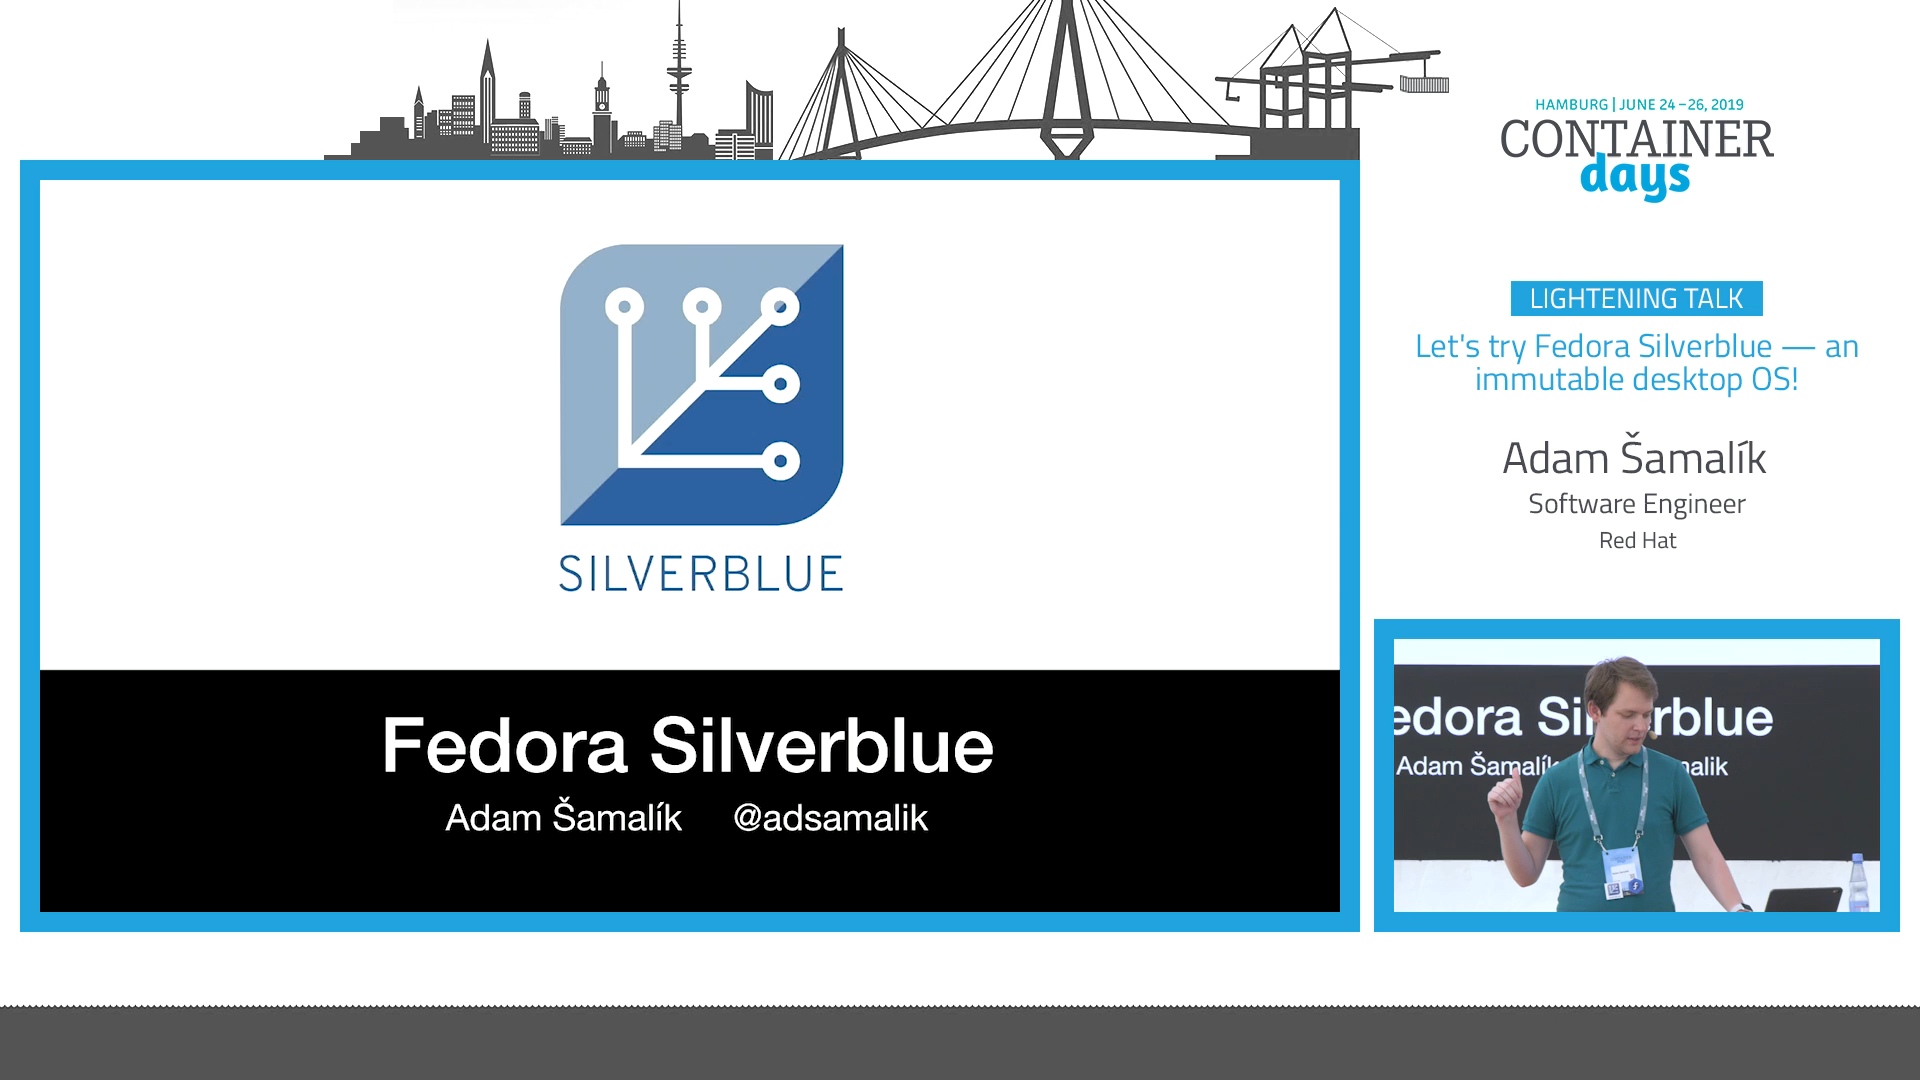 HAMBURG | JUNE 24 – 26, 2019
CONTAINER
days
SILVERBLUE
Fedora Silverblue
Adam Šamalík @adsamalik
LIGHTENING TALK
Let's try Fedora Silverblue — an
immutable desktop OS!
Adam Šamalík
Software Engineer
Red Hat
edora Si rblue
Adam Šamalík alik